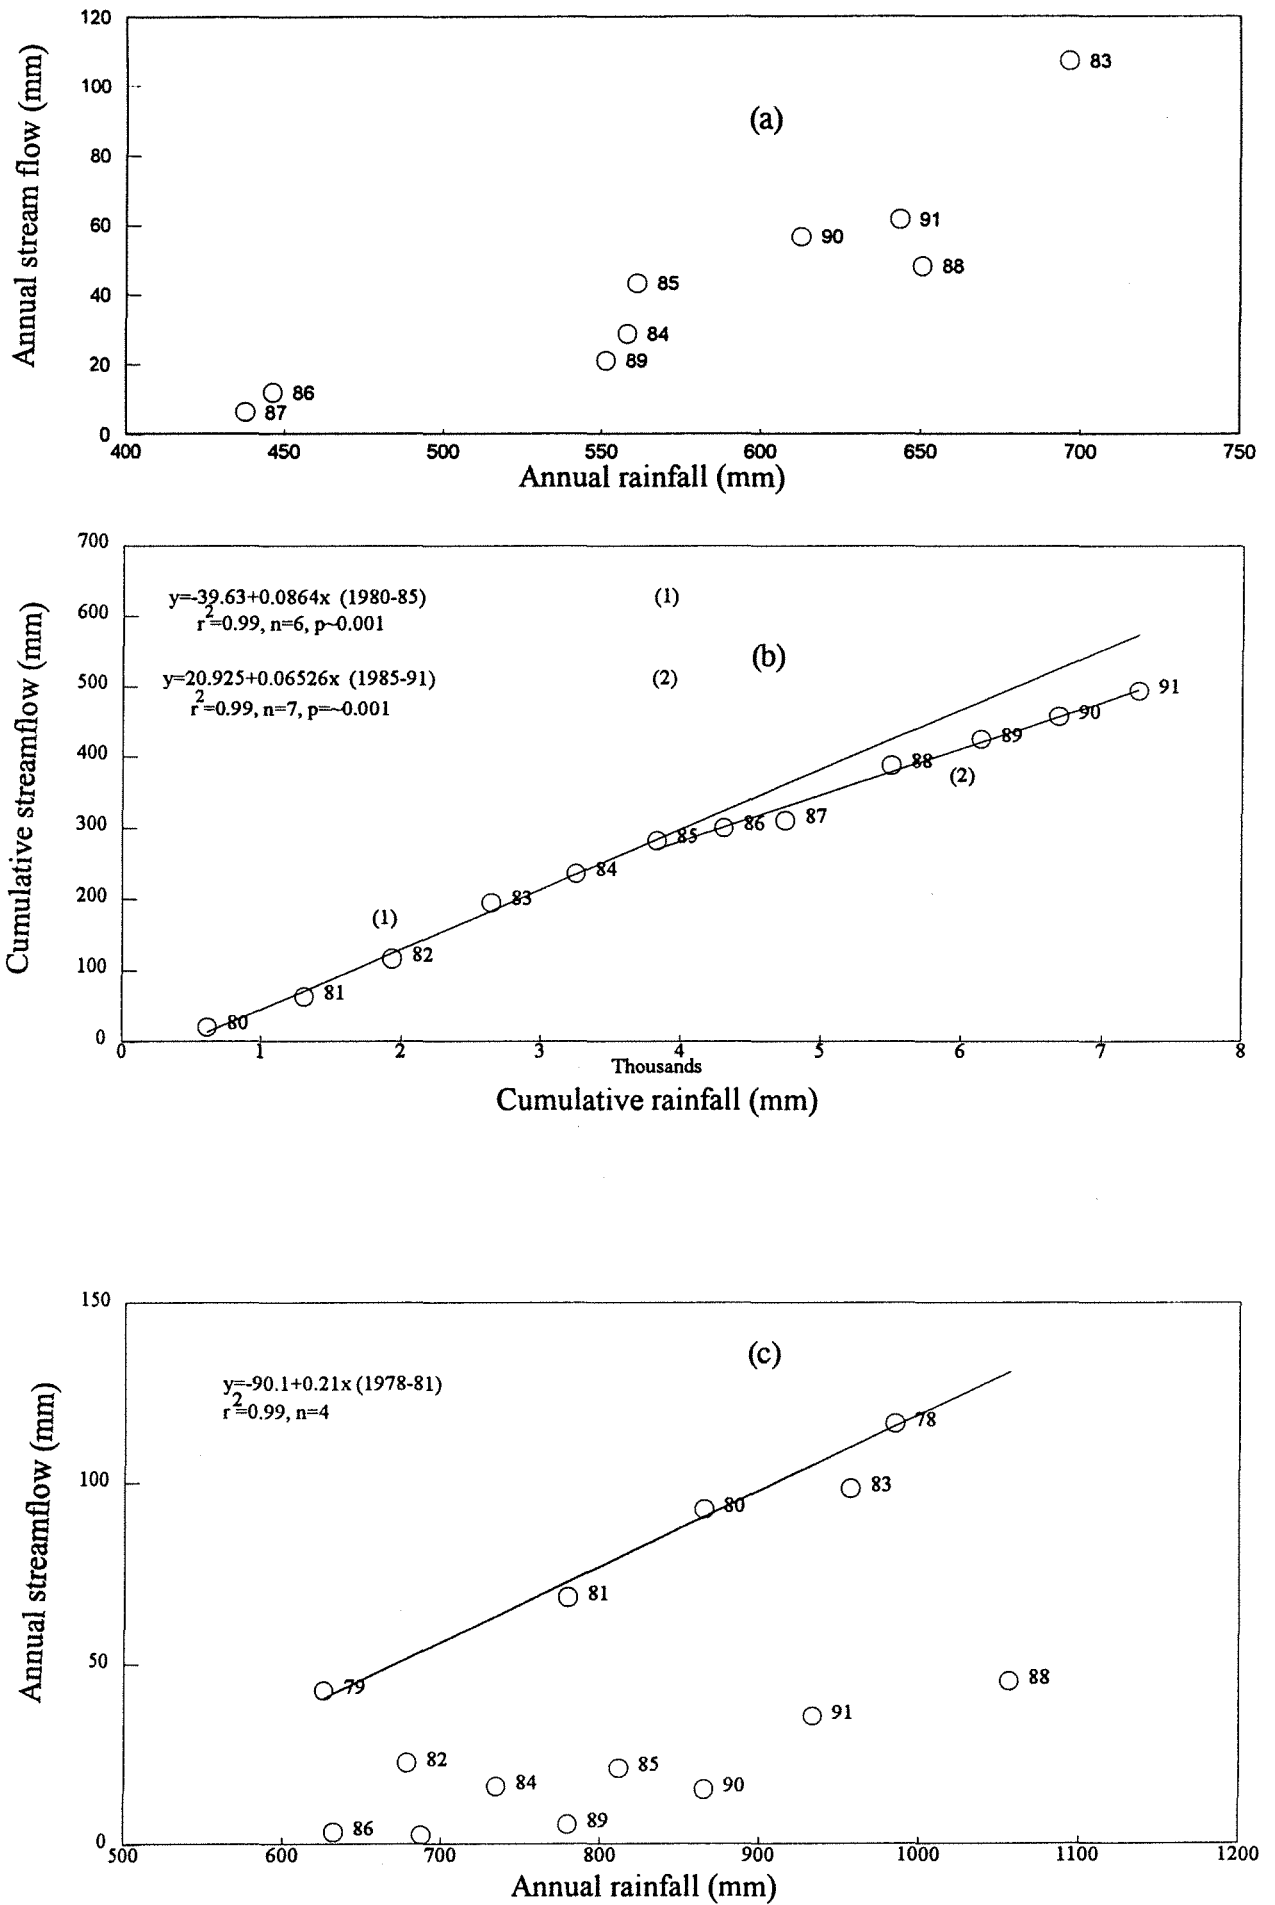 120
100
80
60
40
20
0
Annual stream flow (mm)
(a)
83
91
90
88
85
84
89
86
87
400 450 500 550 600 650 700 750
Annual rainfall (mm)
700
600
500
400
300
200
100
0
Cumulative streamflow (mm)
y=-39.63+0.0864x (1980-85) (1)
r²=0.99, n=6, p~0.001
(b)
y=20.925+0.06526x (1985-91) (2)
r²=0.99, n=7, p=~0.001
91
90
89
88
(2)
87
86
85
84
83
(1)
82
81
80
0 1 2 3 4 5 6 7 8
Thousands
Cumulative rainfall (mm)
150
100
50
0
Annual streamflow (mm)
(c)
y=-90.1+0.21x (1978-81)
r²=0.99, n=4
78
83
80
81
79
88
91
82
85
84
90
89
86
500 600 700 800 900 1000 1100 1200
Annual rainfall (mm)